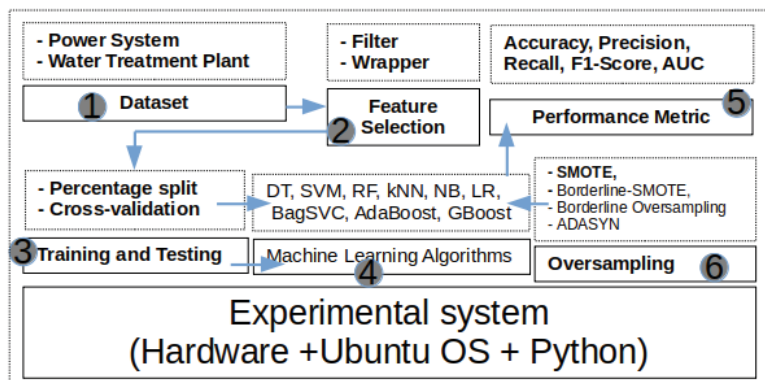 - Power System
- Water Treatment Plant
1 Dataset
- Filter
- Wrapper
2 Feature
Selection
Accuracy, Precision,
Recall, F1-Score, AUC
Performance Metric 5
- Percentage split
- Cross-validation
3 Training and Testing
DT, SVM, RF, kNN, NB, LR,
BagSVC, AdaBoost, GBoost
Machine Learning Algorithms
4
- SMOTE,
- Borderline-SMOTE,
- Borderline Oversampling
- ADASYN
Oversampling 6
Experimental system
(Hardware +Ubuntu OS + Python)